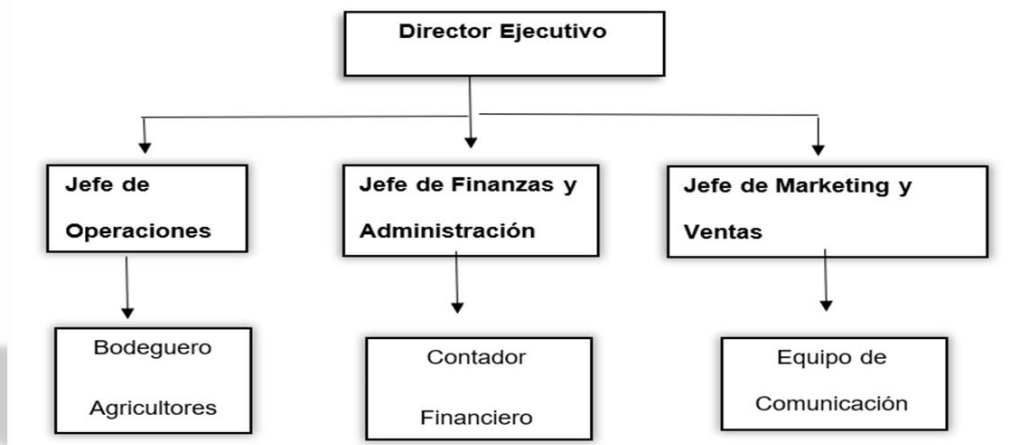 Director Ejecutivo
Jefe de
Operaciones
Jefe de Finanzas y
Administración
Jefe de Marketing y
Ventas
Bodeguero
Agricultores
Contador
Financiero
Equipo de
Comunicación